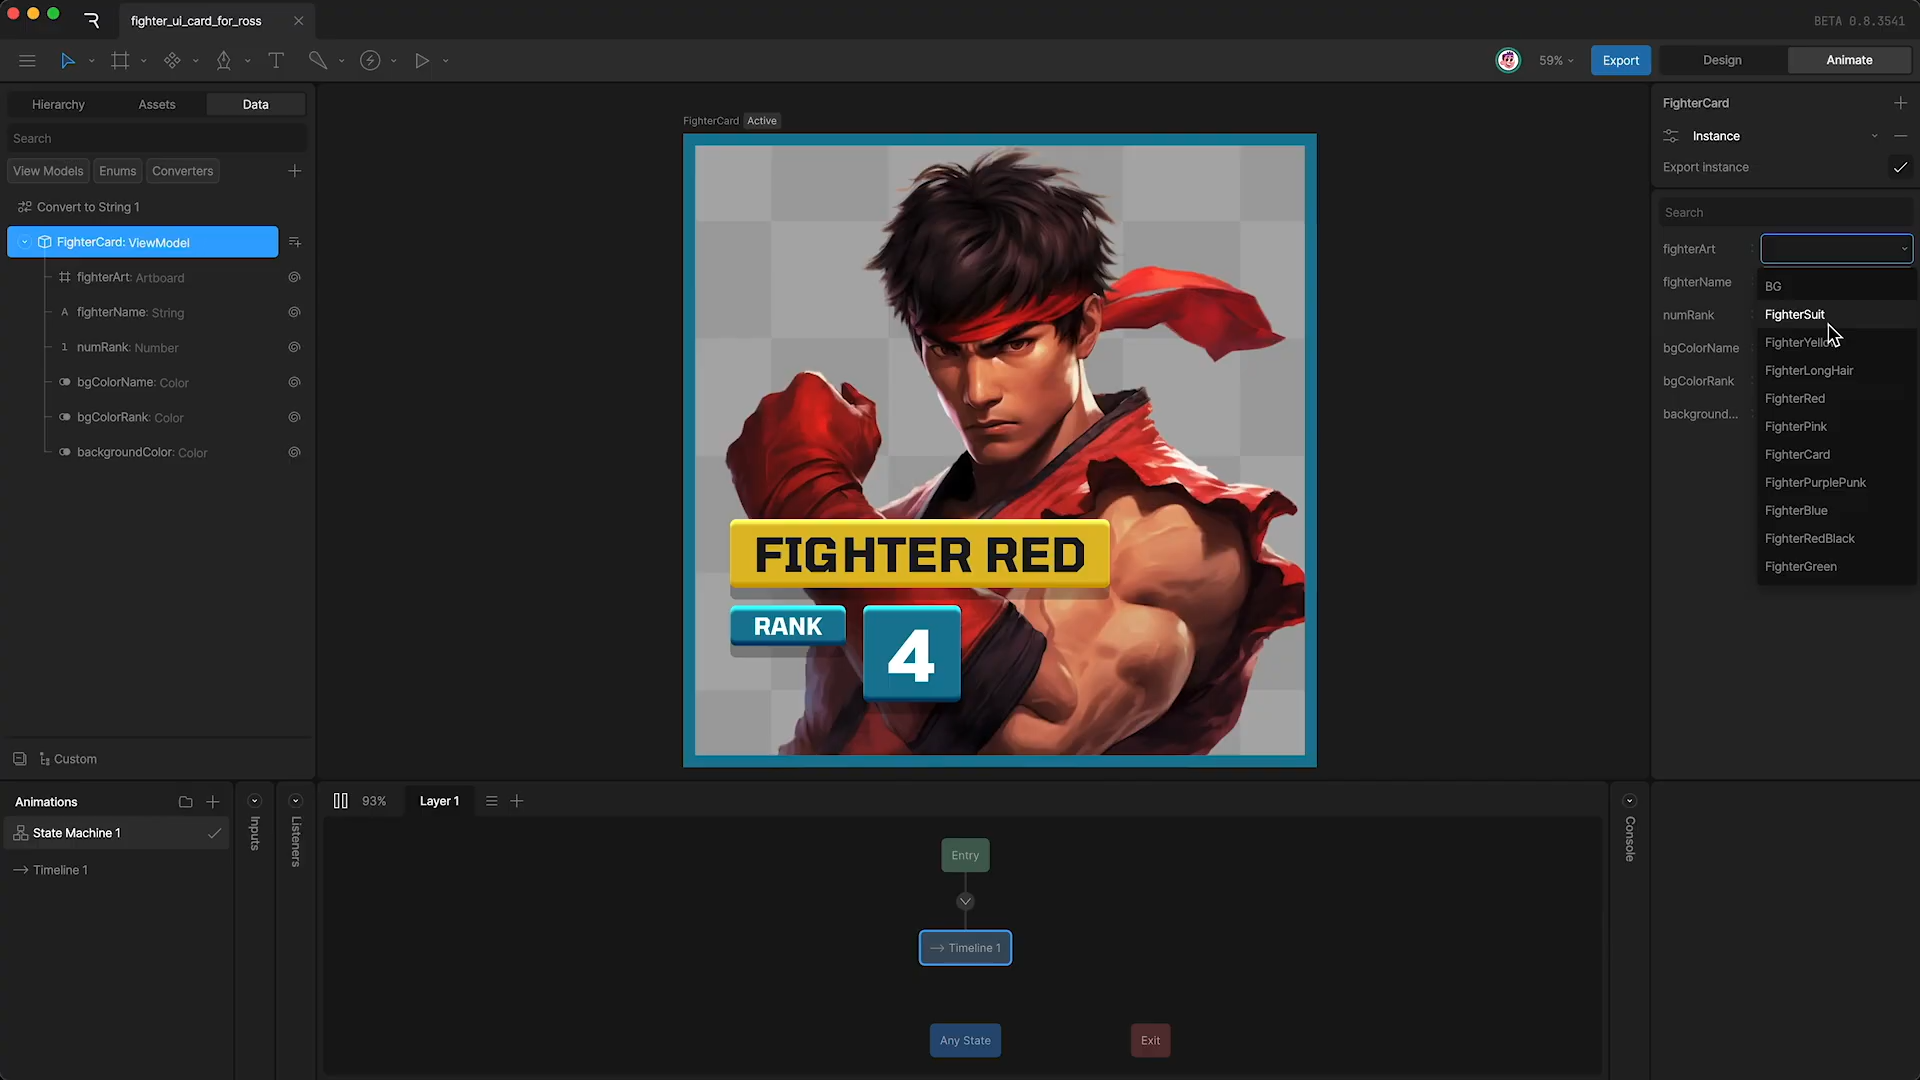 fighter_ui_card_for_ross
BETA 0.8.3541
59%
Export
Design
Animate
Hierarchy
Assets
Data
Search
View Models
Enums
Converters
Convert to String 1
FighterCard: ViewModel
fighterArt: Artboard
fighterName: String
numRank: Number
bgColorName: Color
bgColorRank: Color
backgroundColor: Color
Custom
FighterCard
Active
FIGHTER RED
RANK
4
FighterCard
Instance
Export instance
Search
fighterArt
fighterName
numRank
bgColorName
bgColorRank
background...
BG
FighterSuit
FighterYellow
FighterLongHair
FighterRed
FighterPink
FighterCard
FighterPurplePunk
FighterBlue
FighterRedBlack
FighterGreen
Animations
State Machine 1
Timeline 1
Inputs
Listeners
93%
Layer 1
Entry
Timeline 1
Any State
Exit
Console